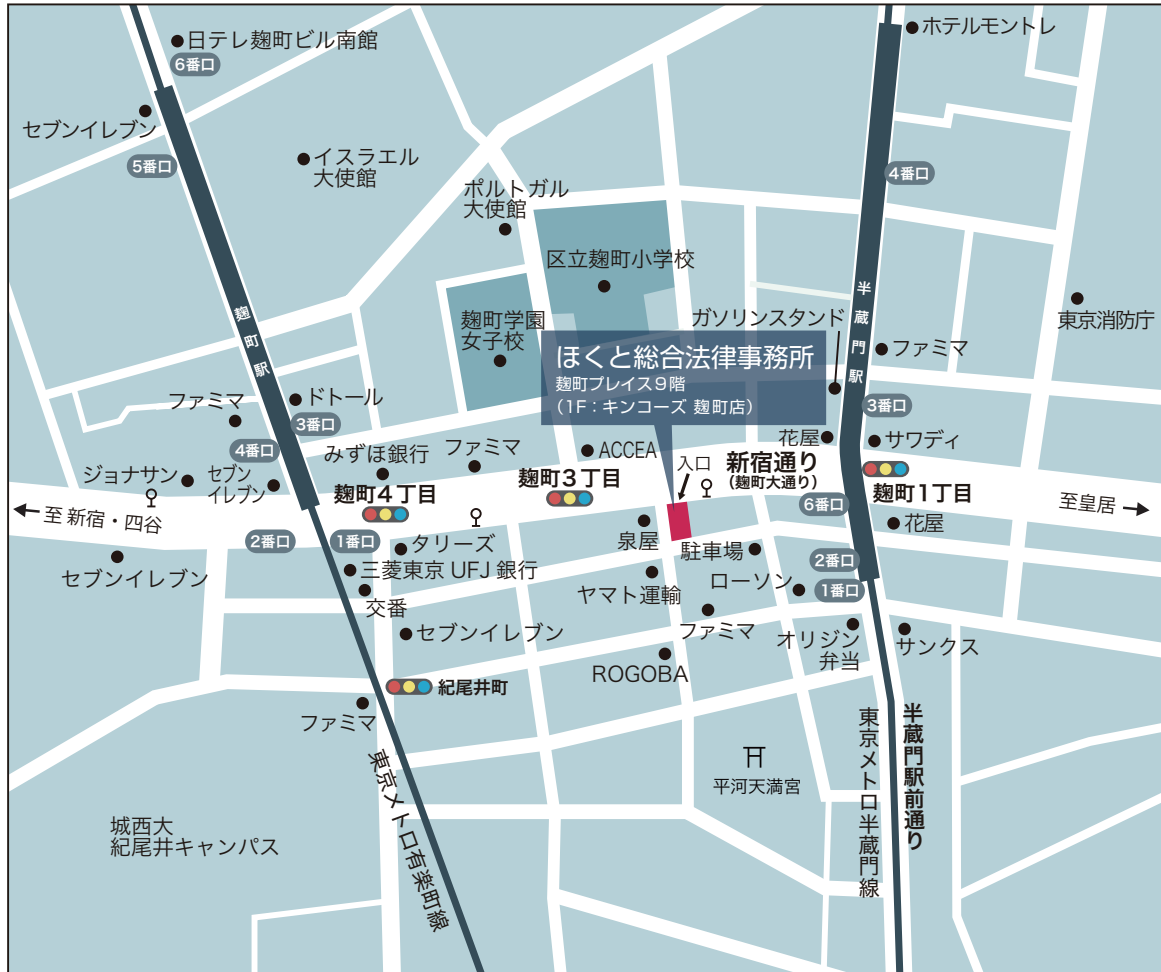 日テレ麹町ビル南館
6番口
ホテルモントレ
セブンイレブン
5番口
イスラエル
大使館
4番口
ポルトガル
大使館
区立麹町小学校
麹町学園
女子校
ガソリンスタンド
半蔵門駅
東京消防庁
麹町駅
ファミマ
ほくと総合法律事務所
麹町プレイス9階
(1F:キンコーズ 麹町店)
ファミマ
ドトール
3番口
3番口
4番口
みずほ銀行
ファミマ
ACCEA
入口
新宿通り
(麹町大通り)
花屋
サワディ
ジョナサン
セブン
イレブン
麹町4丁目
麹町3丁目
麹町1丁目
至 新宿・四谷
至皇居
6番口
花屋
2番口
1番口
タリーズ
泉屋
駐車場
2番口
セブンイレブン
三菱東京UFJ銀行
交番
ヤマト運輸
ローソン
1番口
セブンイレブン
ファミマ
オリジン
弁当
サンクス
ROGOBA
紀尾井町
ファミマ
東京メトロ有楽町線
平河天満宮
東京メトロ半蔵門線
半蔵門駅前通り
城西大
紀尾井キャンパス